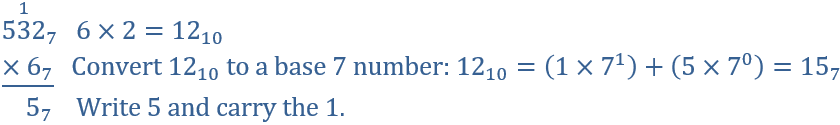 1
532₇ 6 × 2 = 12₁₀
× 6₇ Convert 12₁₀ to a base 7 number: 12₁₀ = (1 × 7¹) + (5 × 7⁰) = 15₇
5₇ Write 5 and carry the 1.